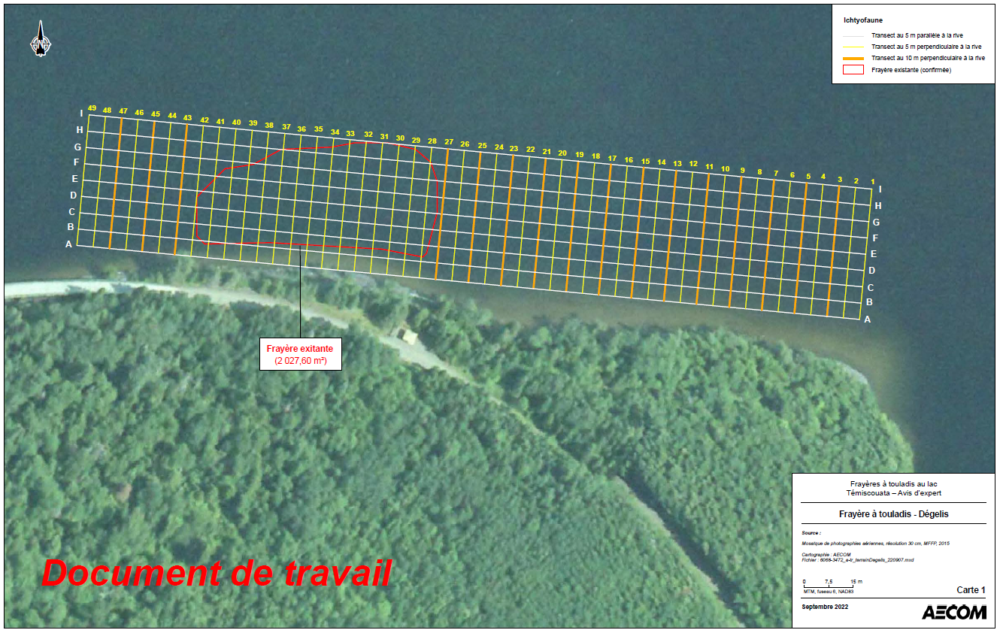 Ichtyofaune
Transect au 5 m parallèle à la rive
Transect au 5 m perpendiculaire à la rive
Transect au 10 m perpendiculaire à la rive
Frayère existante (confirmée)
N
49 48 47 46 45 44 43 42 41 40 39 38 37 36 35 34 33 32 31 30 29 28 27 26 25 24 23 22 21 20 19 18 17 16 15 14 13 12 11 10 9 8 7 6 5 4 3 2 1
I I
H H
G G
F F
E E
D D
C C
B B
A A
Frayère exitante
(2 027,60 m²)
Document de travail
Frayères à touladis au lac
Témiscouata – Avis d'expert
Frayère à touladis - Dégelis
Source :
Mosaïque de photographies aériennes, résolution 30 cm, MFFP, 2015
Cartographie : AECOM
Fichier : 6068-3472_a-tr_terrainDegelis_220907.mxd
0 7,5 15 m
MTM, fuseau 6, NAD83
Carte 1
Septembre 2022
AECOM